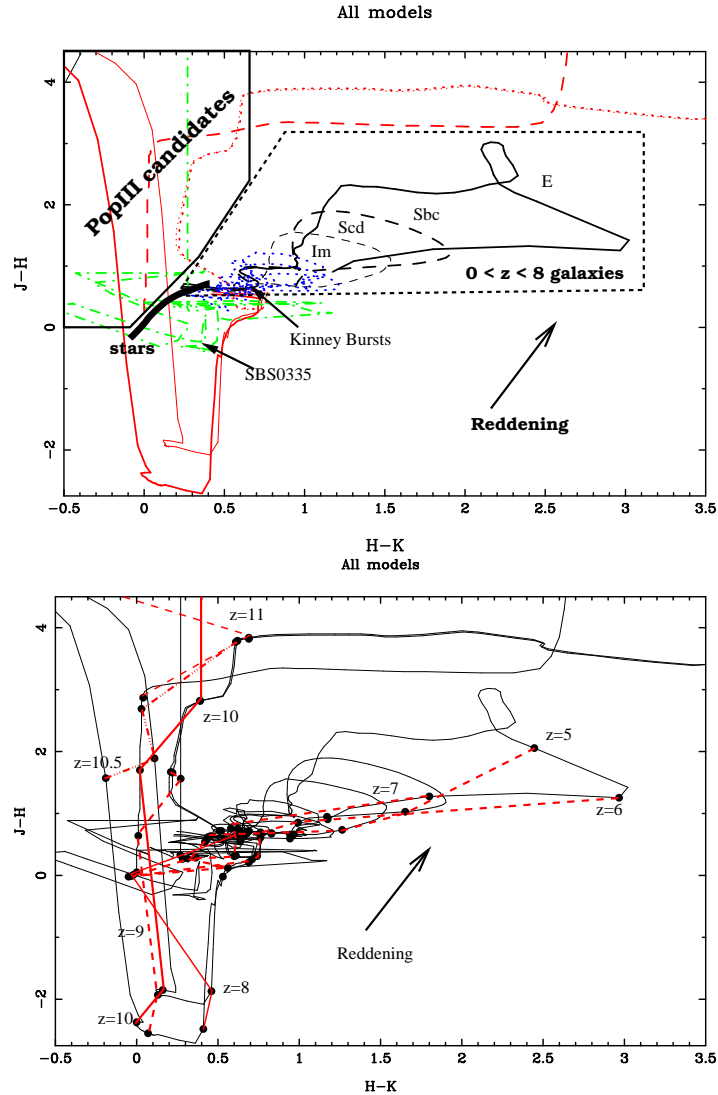 All models
4
2
0
−2
J−H
PopIII candidates
E
Sbc
Scd
Im
0 < z < 8 galaxies
Kinney Bursts
stars
SBS0335
Reddening
−0.5 0 0.5 1 1.5 2 2.5 3 3.5
H−K
All models
4
2
0
−2
J−H
z=11
z=10
z=10.5
z=5
z=7
z=6
z=9
Reddening
z=8
z=10
−0.5 0 0.5 1 1.5 2 2.5 3 3.5
H−K